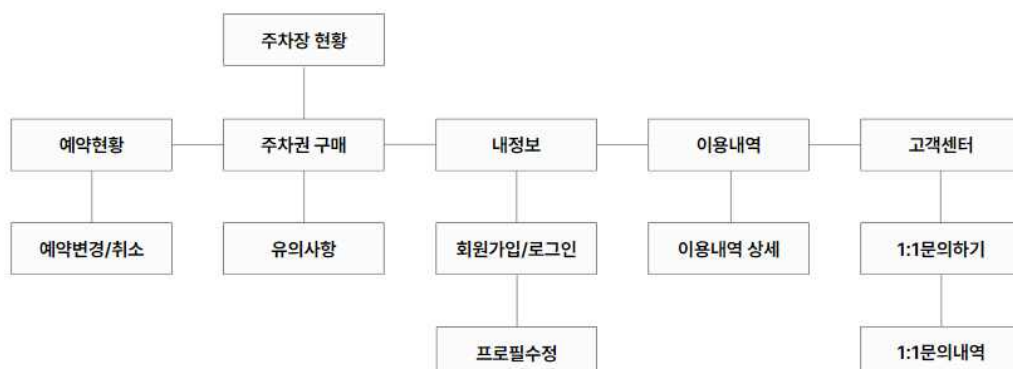 주차장 현황
예약현황
주차권 구매
내정보
이용내역
고객센터
예약변경/취소
유의사항
회원가입/로그인
이용내역 상세
1:1문의하기
프로필수정
1:1문의내역